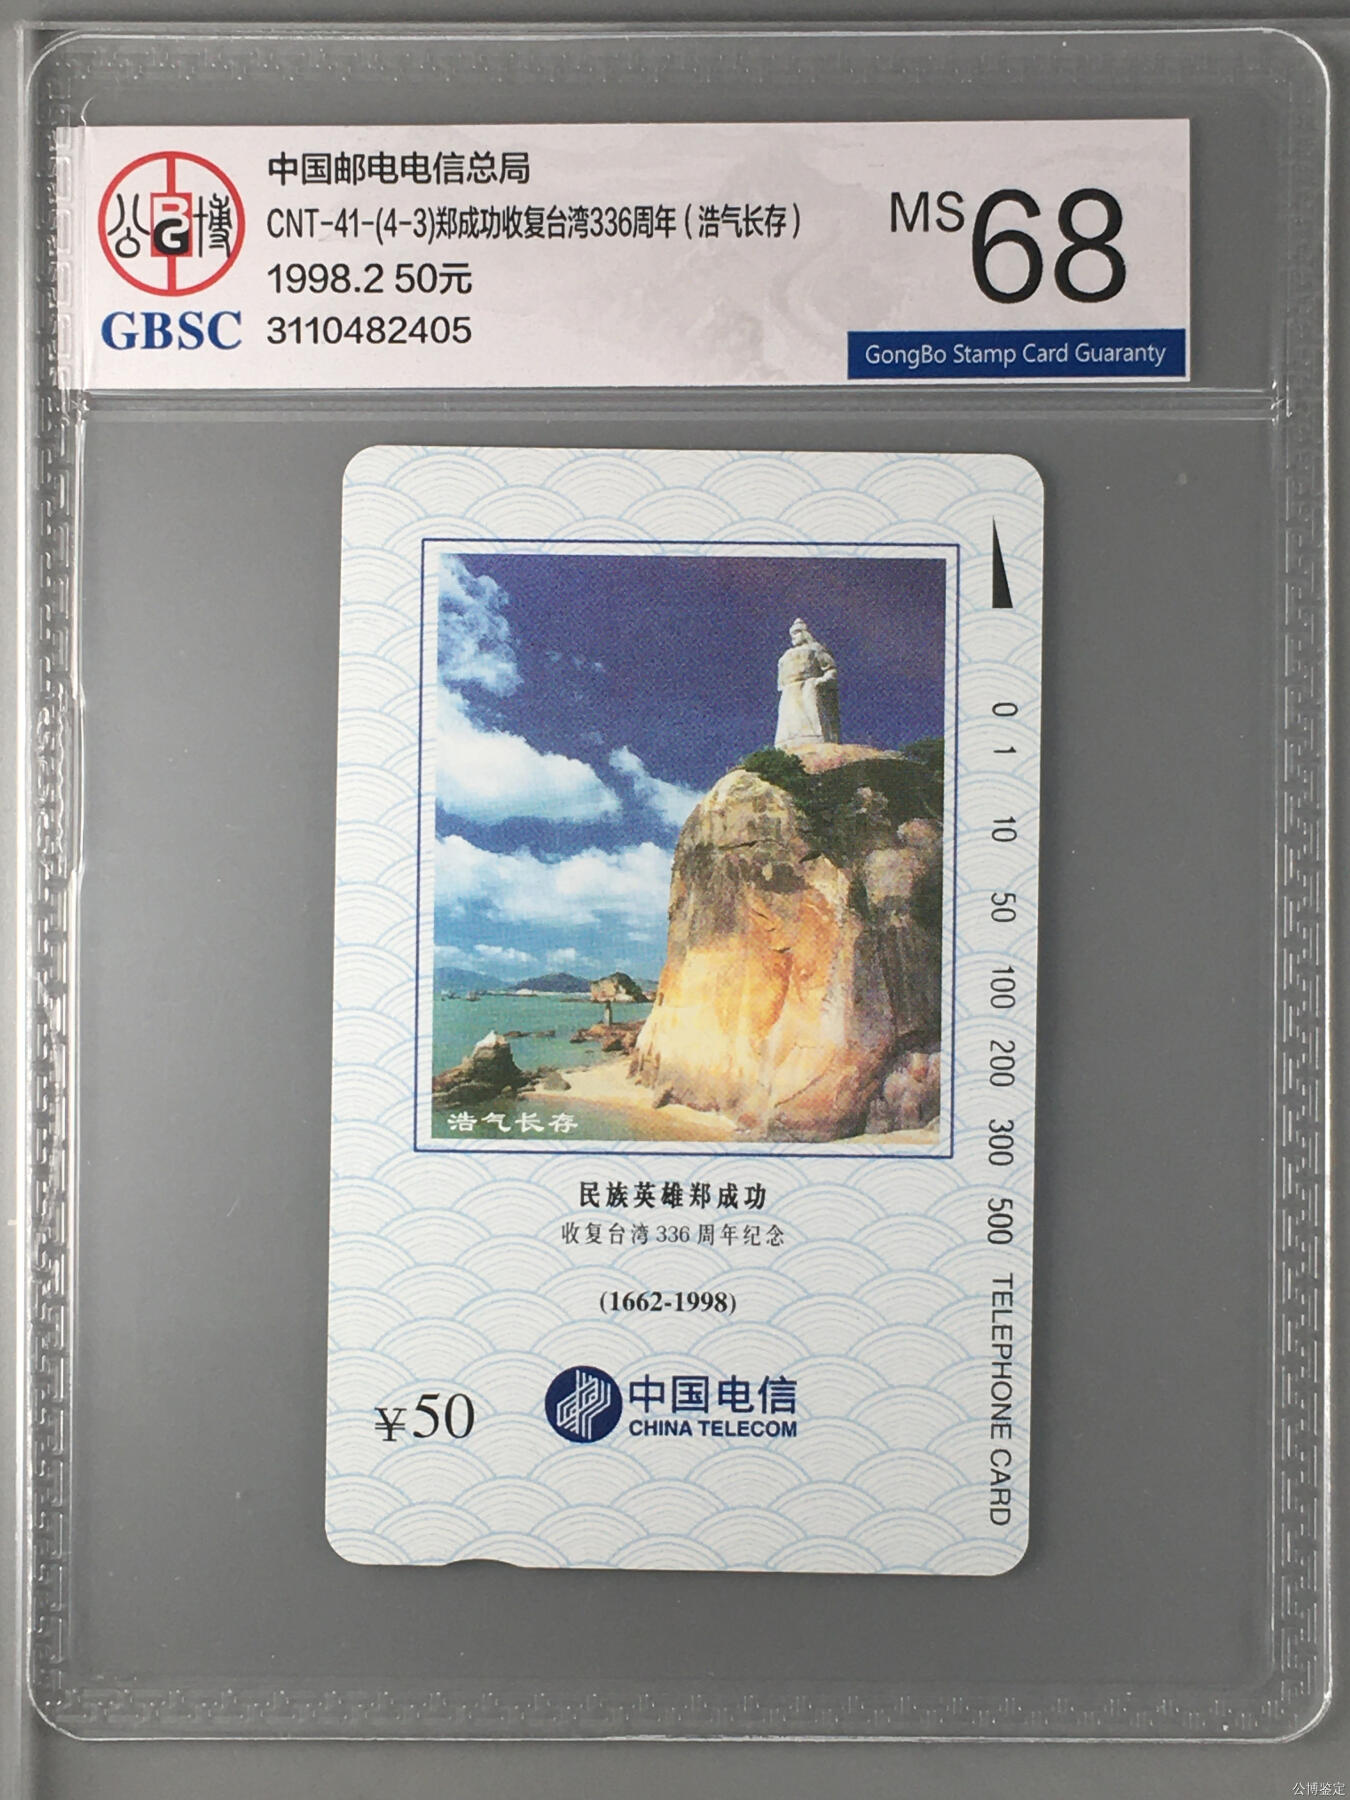 公博
BG
GBSC
中国邮电电信总局
CNT-41-(4-3)郑成功收复台湾336周年(浩气长存)
1998.2 50元
3110482405
MS 68
GongBo Stamp Card Guaranty
浩气长存
民族英雄郑成功
收复台湾336周年纪念
(1662-1998)
¥50
中国电信
CHINA TELECOM
0 1 10 50 100 200 300 500 TELEPHONE CARD
公博鉴定